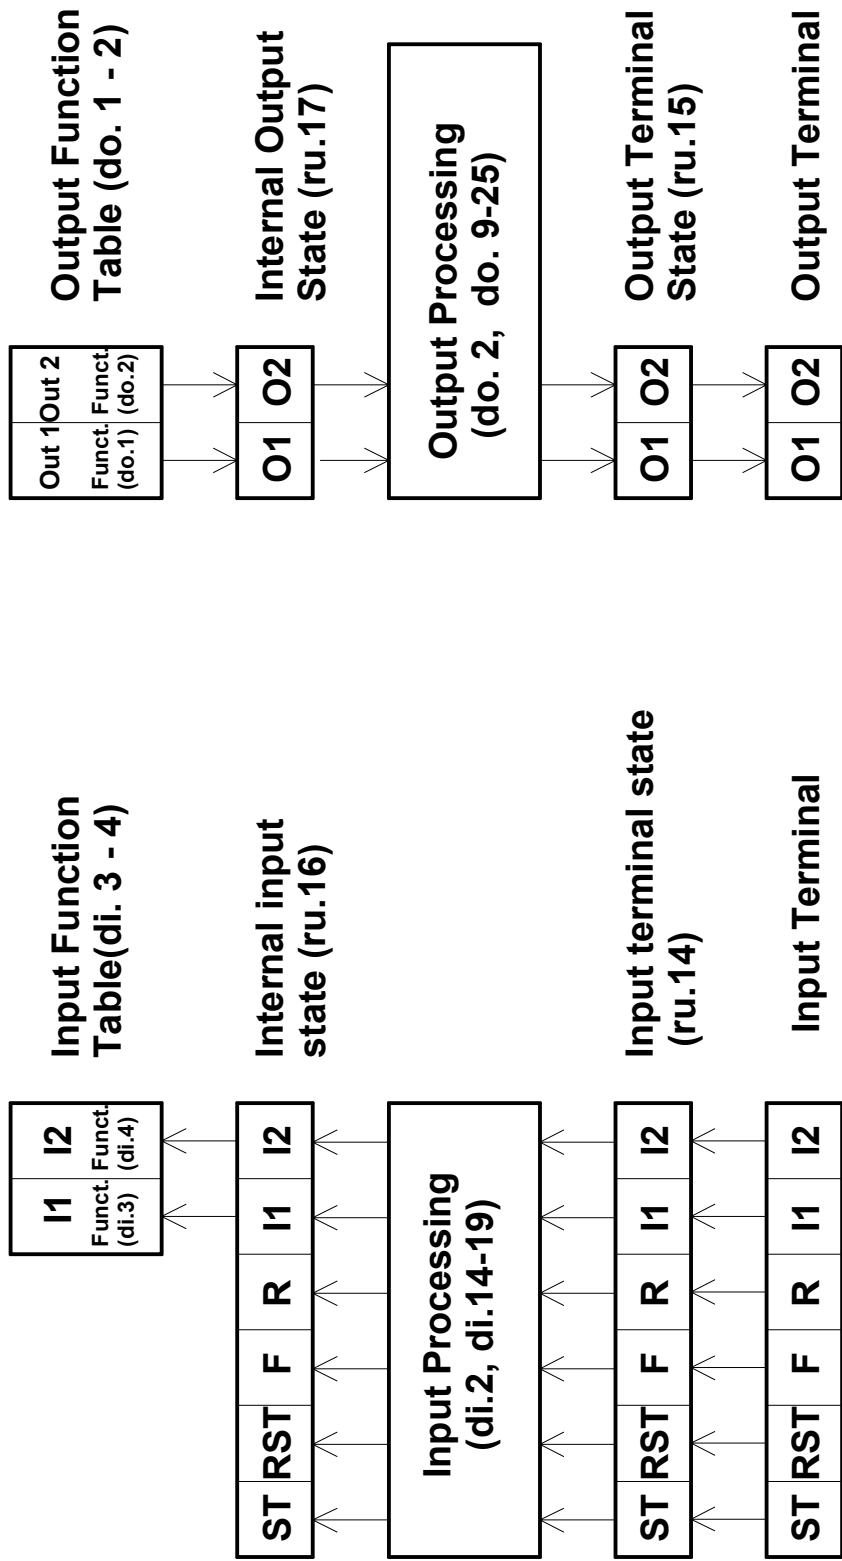 I1 I2
Funct. Funct.
(di.3) (di.4)
Input Function
Table(di. 3 - 4)
ST RST F R I1 I2
Internal input
state (ru.16)
Input Processing
(di.2, di.14-19)
ST RST F R I1 I2
Input terminal state
(ru.14)
ST RST F R I1 I2
Input Terminal
Out 1 Out 2
Funct. Funct.
(do.1) (do.2)
Output Function
Table (do. 1 - 2)
O1 O2
Internal Output
State (ru.17)
Output Processing
(do. 2, do. 9-25)
O1 O2
Output Terminal
State (ru.15)
O1 O2
Output Terminal